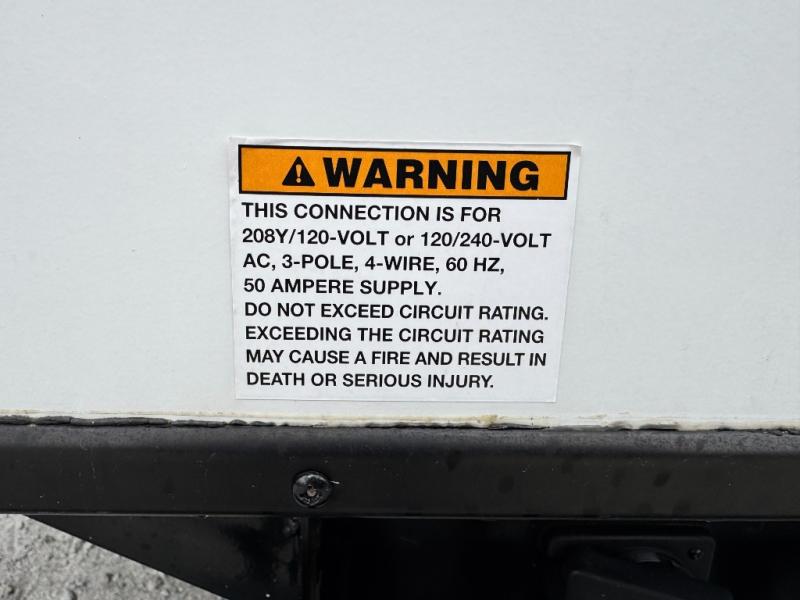 WARNING
THIS CONNECTION IS FOR
208Y/120-VOLT or 120/240-VOLT
AC, 3-POLE, 4-WIRE, 60 HZ,
50 AMPERE SUPPLY.
DO NOT EXCEED CIRCUIT RATING.
EXCEEDING THE CIRCUIT RATING
MAY CAUSE A FIRE AND RESULT IN
DEATH OR SERIOUS INJURY.